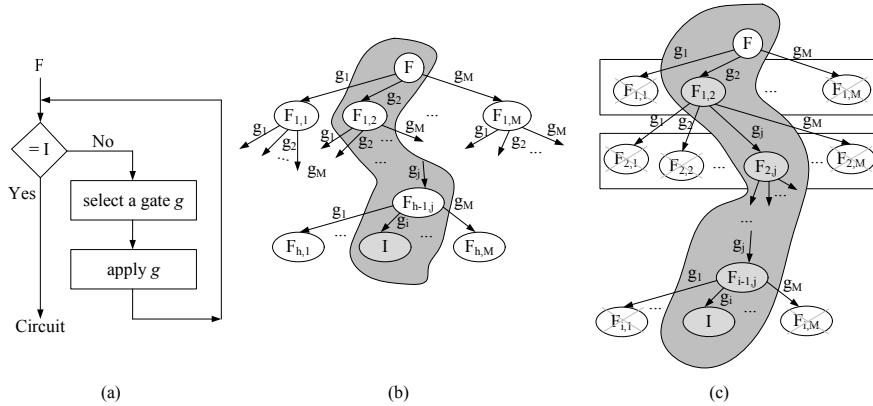 F
= I
No
Yes
select a gate g
apply g
Circuit
(a)
F
g1
g2
gM
F1,1
F1,2
...
F1,M
g1
g2
...
gM
g1
g2
...
gM
g1
g2
...
gM
gj
Fh-1,j
g1
gi
gM
Fh,1
...
I
...
Fh,M
(b)
F
g1
g2
gM
F1,1
F1,2
...
F1,M
g1
g2
gj
gM
F2,1
F2,2
...
F2,j
...
F2,M
...
...
gj
Fi-1,j
g1
gi
gM
Fi,1
...
I
...
Fi,M
(c)